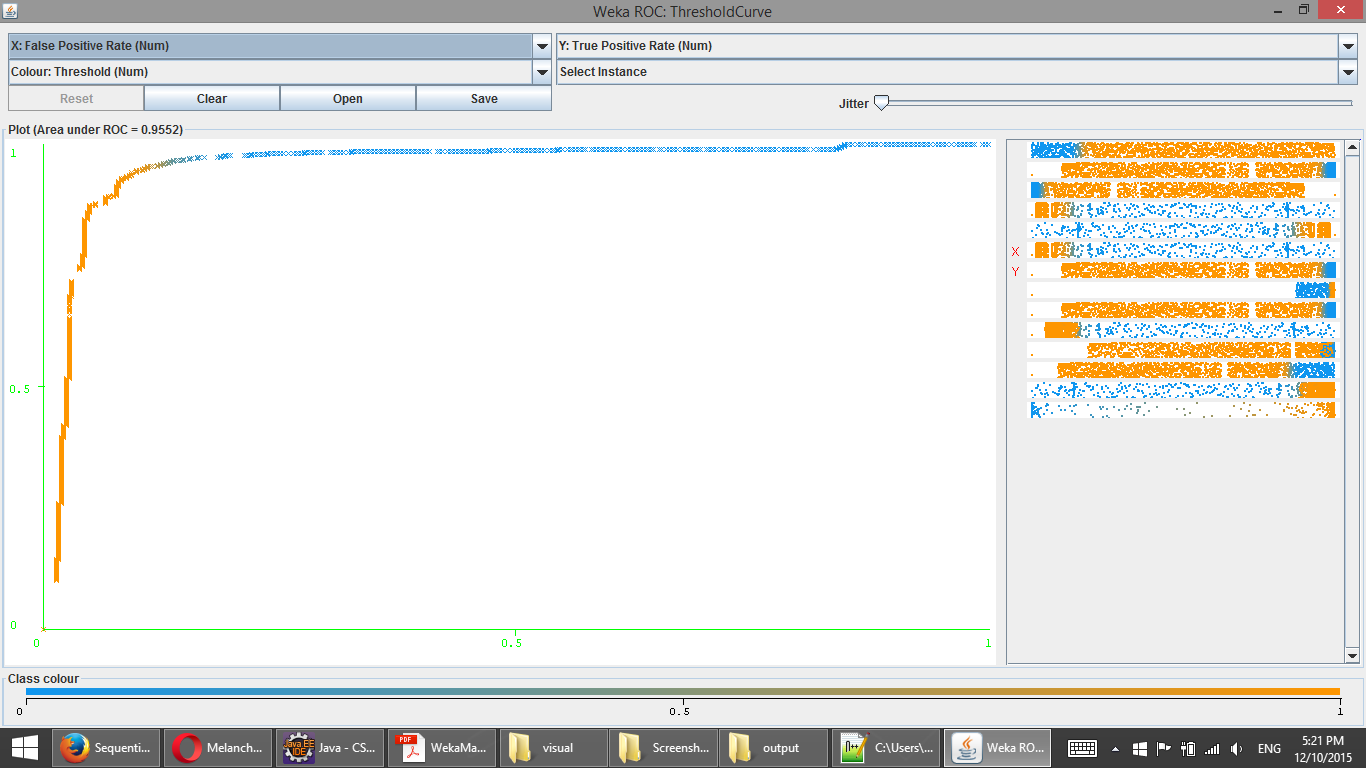 Weka ROC: ThresholdCurve
X: False Positive Rate (Num)
Y: True Positive Rate (Num)
Colour: Threshold (Num)
Select Instance
Reset
Clear
Open
Save
Jitter
Plot (Area under ROC = 0.9552)
1
0.5
0
0
0.5
1
X
Y
Class colour
0
0.5
1
Sequenti...
Melanch...
Java EE
IDE
Java - CS...
PDF
WekaMa...
visual
Screensh...
output
C:\Users\...
Weka RO...
ENG
5:21 PM
12/10/2015